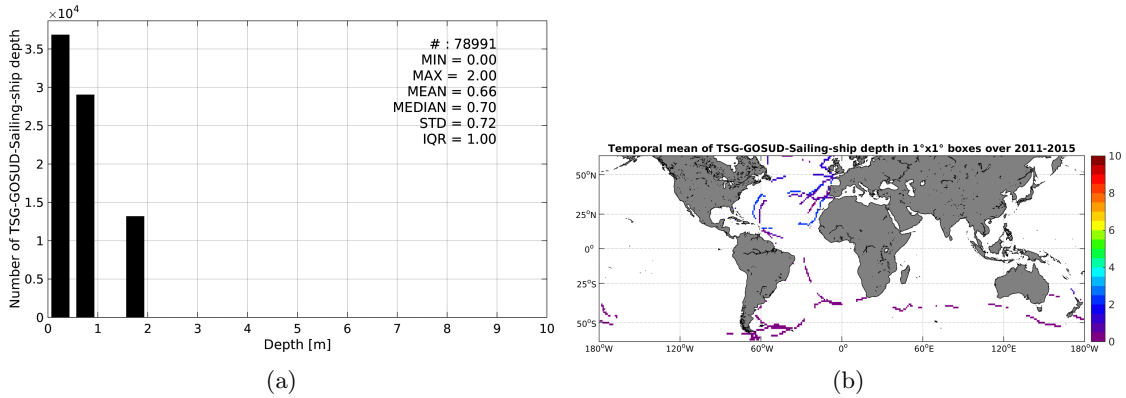 ×10⁴
3.5
3
2.5
2
1.5
1
0.5
0
Number of TSG-GOSUD-Sailing-ship depth
# : 78991
MIN = 0.00
MAX = 2.00
MEAN = 0.66
MEDIAN = 0.70
STD = 0.72
IQR = 1.00
0 1 2 3 4 5 6 7 8 9 10
Depth [m]
(a)
Temporal mean of TSG-GOSUD-Sailing-ship depth in 1°x1° boxes over 2011-2015
50°N
25°N
0°
25°S
50°S
180°W 120°W 60°W 0° 60°E 120°E 180°W
10
8
6
4
2
0
(b)